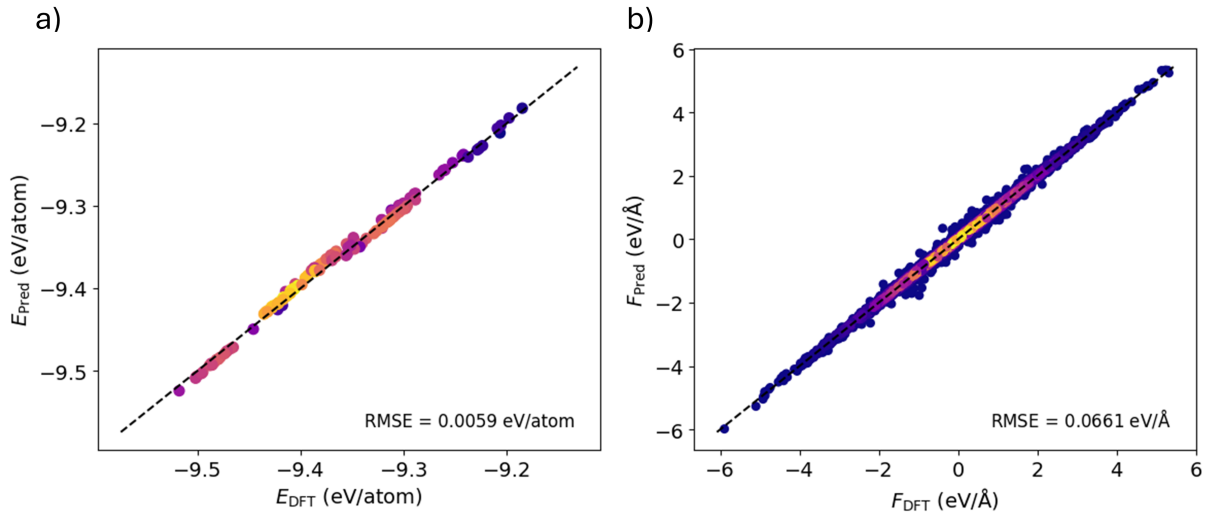 a)
−9.2
−9.3
−9.4
−9.5
E_Pred (eV/atom)
RMSE = 0.0059 eV/atom
−9.5 −9.4 −9.3 −9.2
E_DFT (eV/atom)
b)
6
4
2
0
−2
−4
−6
F_Pred (eV/Å)
RMSE = 0.0661 eV/Å
−6 −4 −2 0 2 4 6
F_DFT (eV/Å)